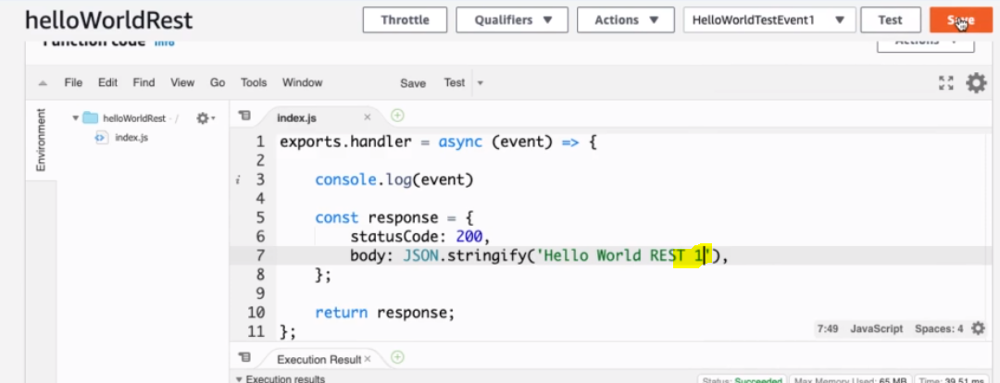 helloWorldRest Throttle Qualifiers Actions HelloWorldTestEvent1 Test Save
Function code Info Actions
File Edit Find View Go Tools Window Save Test
Environment
helloWorldRest - /
index.js
index.js
1 exports.handler = async (event) => {
2
i 3 console.log(event)
4
5 const response = {
6 statusCode: 200,
7 body: JSON.stringify('Hello World REST 1'),
8 };
9
10 return response;
11 };
7:49 JavaScript Spaces: 4
Execution Result
Execution results Status: Succeeded Max Memory Used: 65 MB Time: 39.51 ms